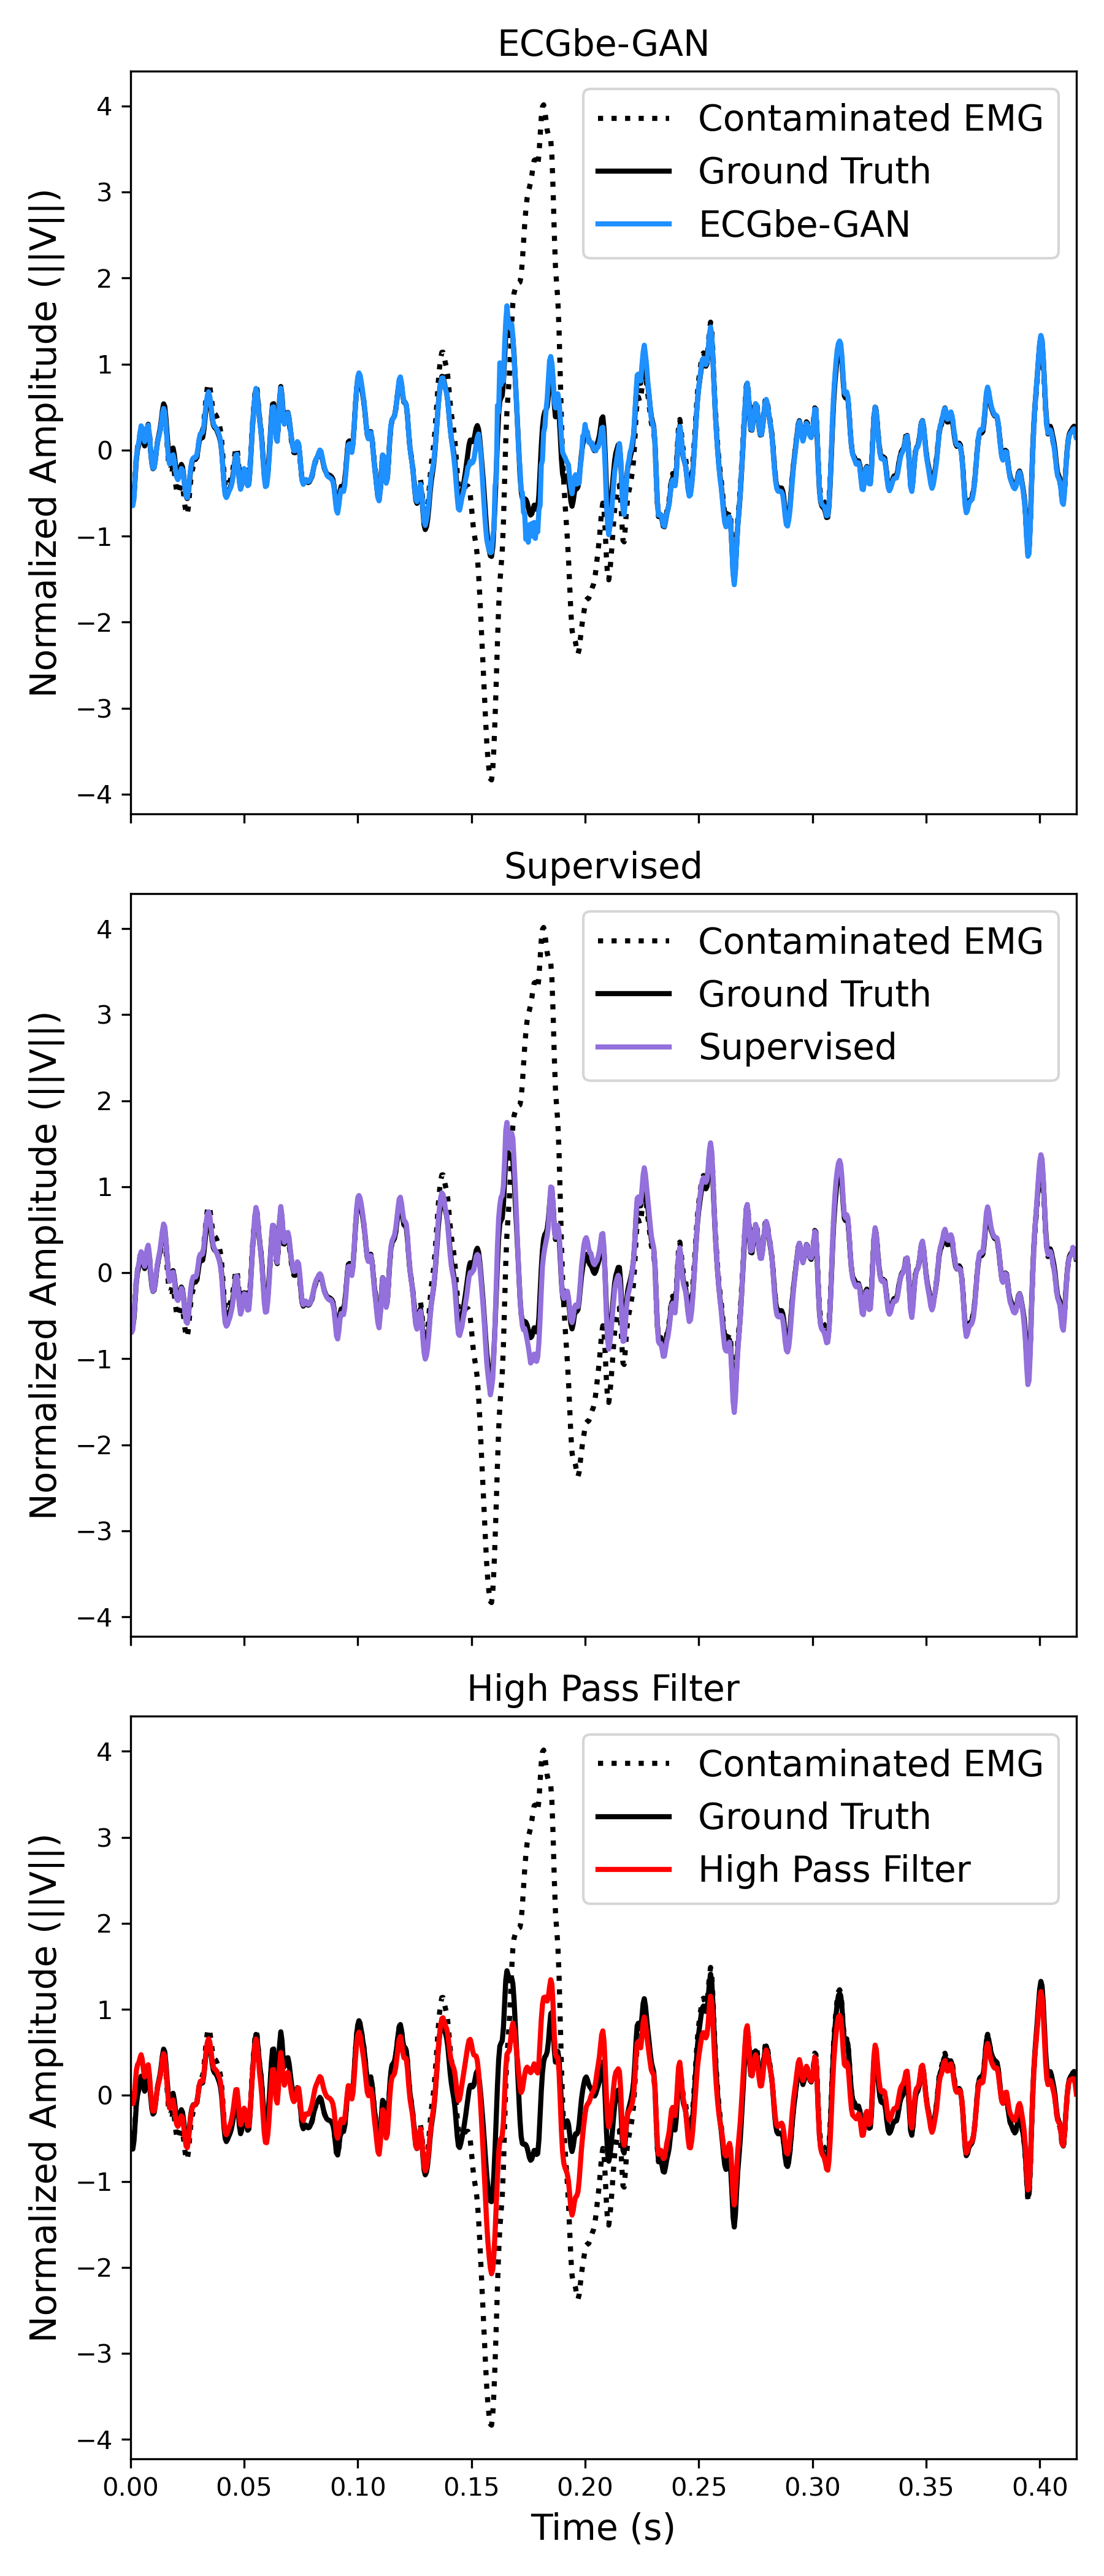 ECGbe-GAN
Normalized Amplitude (||V||)
4
3
2
1
0
−1
−2
−3
−4
Contaminated EMG
Ground Truth
ECGbe-GAN
Supervised
Normalized Amplitude (||V||)
4
3
2
1
0
−1
−2
−3
−4
Contaminated EMG
Ground Truth
Supervised
High Pass Filter
Normalized Amplitude (||V||)
4
3
2
1
0
−1
−2
−3
−4
Contaminated EMG
Ground Truth
High Pass Filter
0.00 0.05 0.10 0.15 0.20 0.25 0.30 0.35 0.40
Time (s)